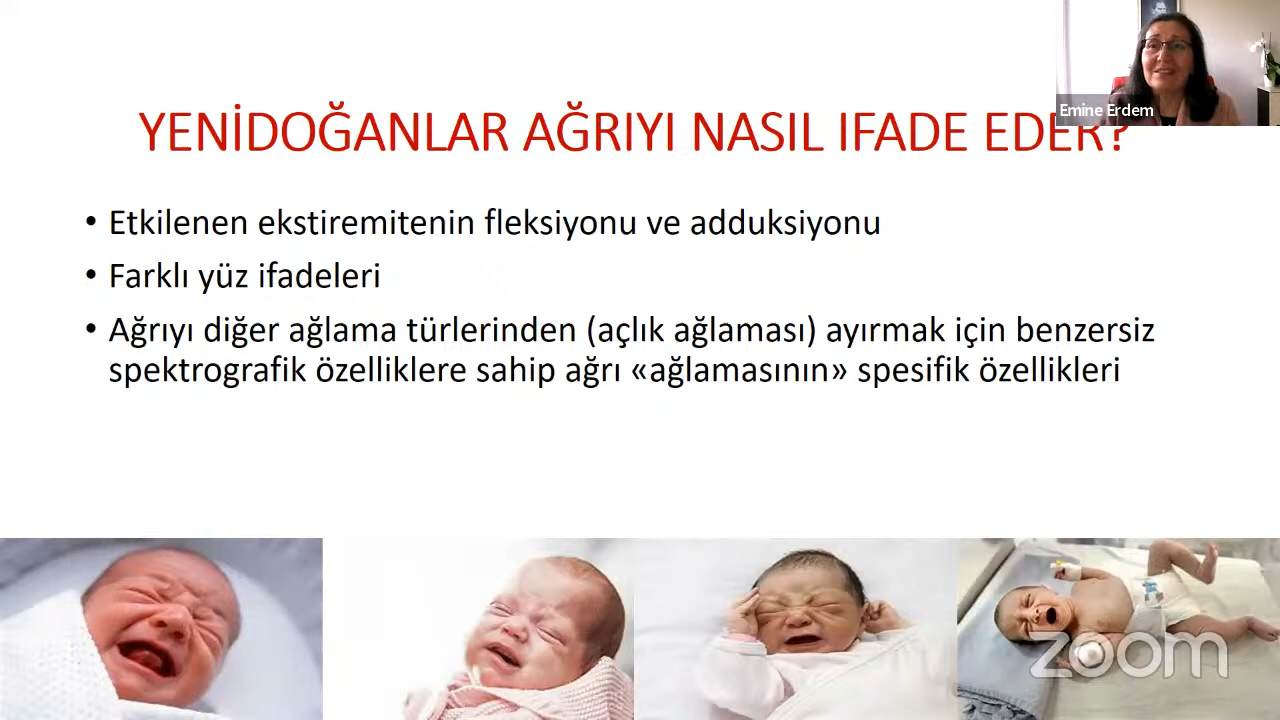 Emine Erdem
YENİDOĞANLAR AĞRIYI NASIL IFADE EDER?
• Etkilenen ekstiremitenin fleksiyonu ve adduksiyonu
• Farklı yüz ifadeleri
• Ağrıyı diğer ağlama türlerinden (açlık ağlaması) ayırmak için benzersiz
spektrografik özelliklere sahip ağrı «ağlamasının» spesifik özellikleri
zoom